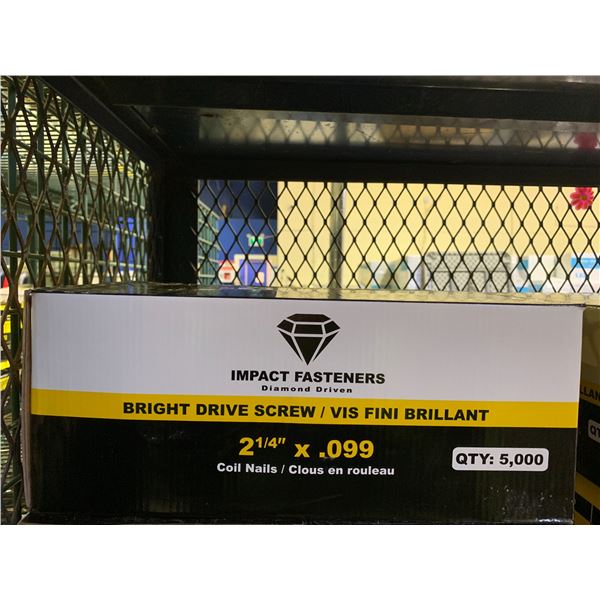 IMPACT FASTENERS
Diamond Driven
BRIGHT DRIVE SCREW / VIS FINI BRILLANT
2 1/4" x .099
Coil Nails / Clous en rouleau
QTY: 5,000